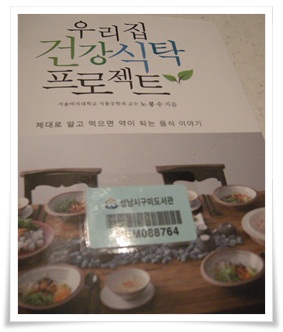 우리집
건강식탁
프로젝트
서울여자대학교 식품공학과 교수 노봉수 지음
제대로 알고 먹으면 약이 되는 음식 이야기
성남시구미도서관
EM088764